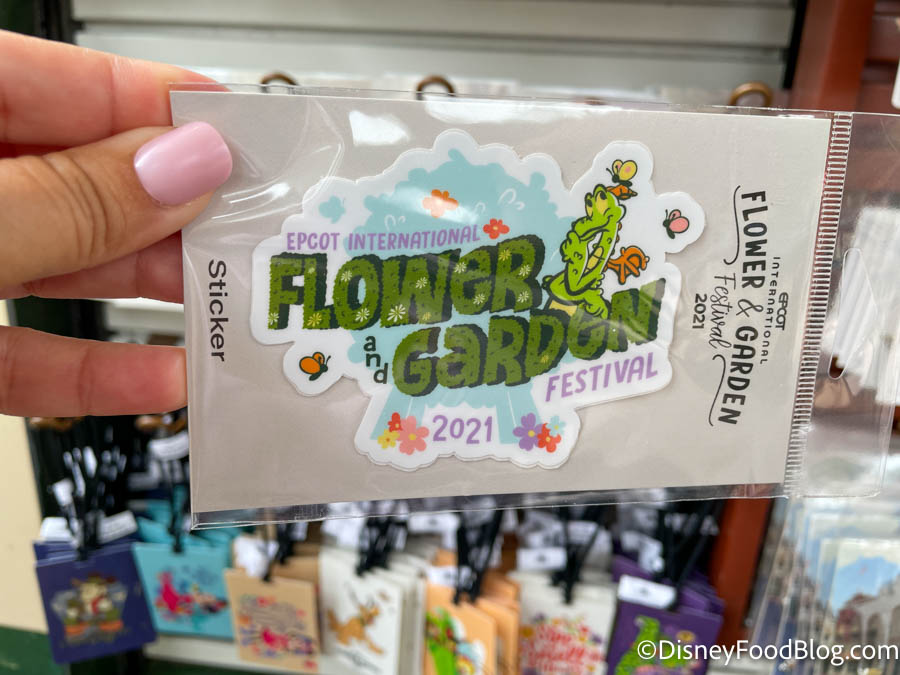 Sticker
EPCOT INTERNATIONAL
FLOWER
and
GARDEN
FESTIVAL
2021
EPCOT
INTERNATIONAL
FLOWER & GARDEN
Festival
2021
©DisneyFoodBlog.com